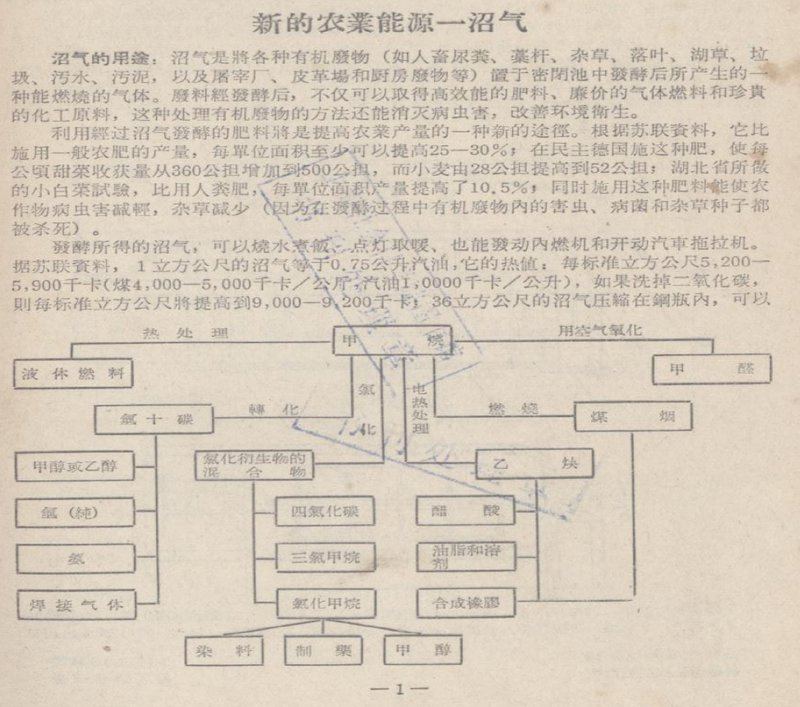 新的农業能源一沼气
沼气的用途：沼气是將各种有机廢物（如人畜尿粪、藁杆、杂草、落叶、湖草、垃
圾、污水、污泥，以及屠宰厂、皮革場和厨房廢物等）置于密閉池中發酵后所产生的一
种能燃燒的气体。廢料經發酵后，不仅可以取得高效能的肥料、廉价的气体燃料和珍貴
的化工原料，这种处理有机廢物的方法还能消灭病虫害，改善环境衛生。
利用經过沼气發酵的肥料將是提高农業产量的一种新的途徑。根据苏联資料，它比
施用一般农肥的产量，每單位面积至少可以提高25—30%；在民主德国施这种肥，使每
公頃甜菜收获量从360公担增加到500公担，而小麦由28公担提高到52公担；湖北省所做
的小白菜試驗，比用人粪肥，每單位面积产量提高了10.5%；同时施用这种肥料能使农
作物病虫害减輕，杂草减少（因为在發酵过程中有机廢物內的害虫、病菌和杂草种子都
被杀死）。
發酵所得的沼气，可以燒水煮飯、点灯取暖、也能發动內燃机和开动汽車拖拉机。
据苏联資料，1立方公尺的沼气等于0.75公升汽油，它的热値：每标准立方公尺5,200—
5,900千卡(煤4,000—5,000千卡／公斤，汽油1,0000千卡／公升)，如果洗掉二氧化碳，
則每标准立方公尺將提高到9,000—9,200千卡；36立方公尺的沼气压縮在鋼瓶內，可以
热处理
甲烷
用空气氧化
液体燃料
甲醛
氯化
电热处理
氫十碳
轉化
燃燒
煤烟
甲醇或乙醇
氯化衍生物的
混合物
乙炔
氫(純)
四氯化碳
醋酸
氨
三氯甲烷
油脂和溶
剂
焊接气体
氯化甲烷
合成橡膠
染料
制藥
甲醇
—1—